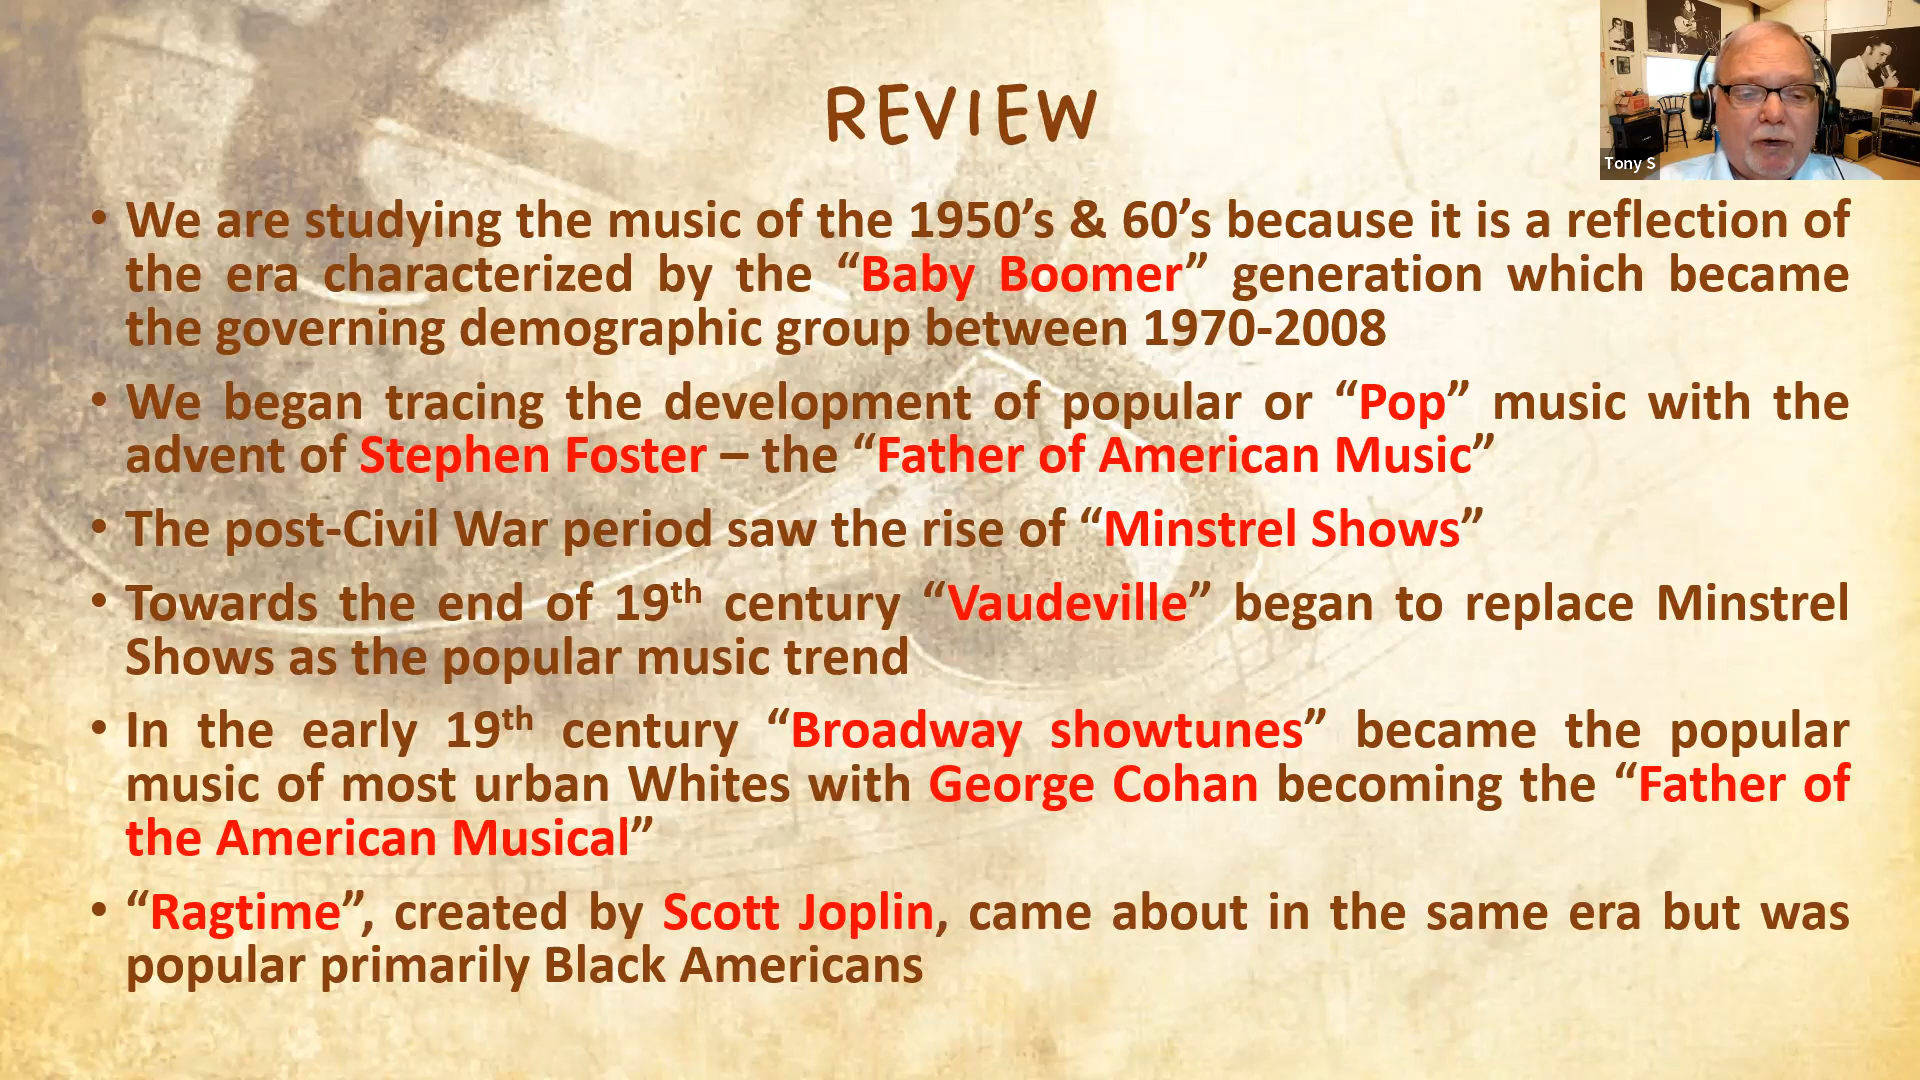 REVIEW
Tony S
• We are studying the music of the 1950’s & 60’s because it is a reflection of
the era characterized by the “Baby Boomer” generation which became
the governing demographic group between 1970-2008
• We began tracing the development of popular or “Pop” music with the
advent of Stephen Foster – the “Father of American Music”
• The post-Civil War period saw the rise of “Minstrel Shows”
• Towards the end of 19th century “Vaudeville” began to replace Minstrel
Shows as the popular music trend
• In the early 19th century “Broadway showtunes” became the popular
music of most urban Whites with George Cohan becoming the “Father of
the American Musical”
• “Ragtime”, created by Scott Joplin, came about in the same era but was
popular primarily Black Americans